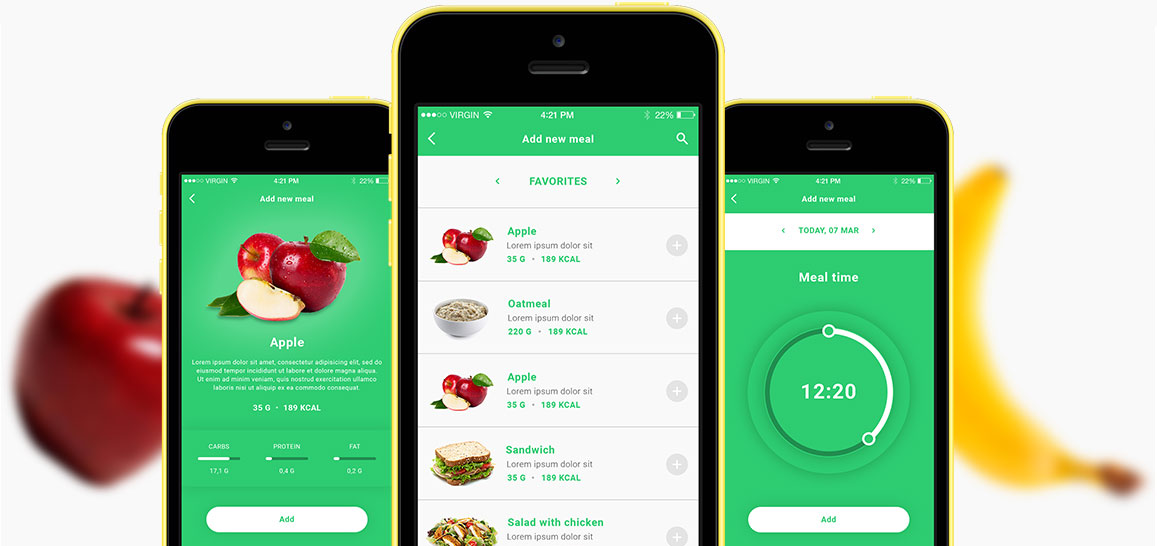 VIRGIN 4:21 PM 22%
Add new meal
Apple
Lorem ipsum dolor sit amet, consectetur adipisicing elit, sed do
eiusmod tempor incididunt ut labore et dolore magna aliqua.
Ut enim ad minim veniam, quis nostrud exercitation ullamco
laboris nisi ut aliquip ex ea commodo consequat.
35 G • 189 KCAL
CARBS PROTEIN FAT
17,1 G 0,4 G 0,2 G
Add
VIRGIN 4:21 PM 22%
Add new meal
FAVORITES
Apple
Lorem ipsum dolor sit
35 G • 189 KCAL
Oatmeal
Lorem ipsum dolor sit
220 G • 189 KCAL
Apple
Lorem ipsum dolor sit
35 G • 189 KCAL
Sandwich
Lorem ipsum dolor sit
35 G • 189 KCAL
Salad with chicken
Lorem ipsum dolor sit
VIRGIN 4:21 PM 22%
Add new meal
TODAY, 07 MAR
Meal time
12:20
Add